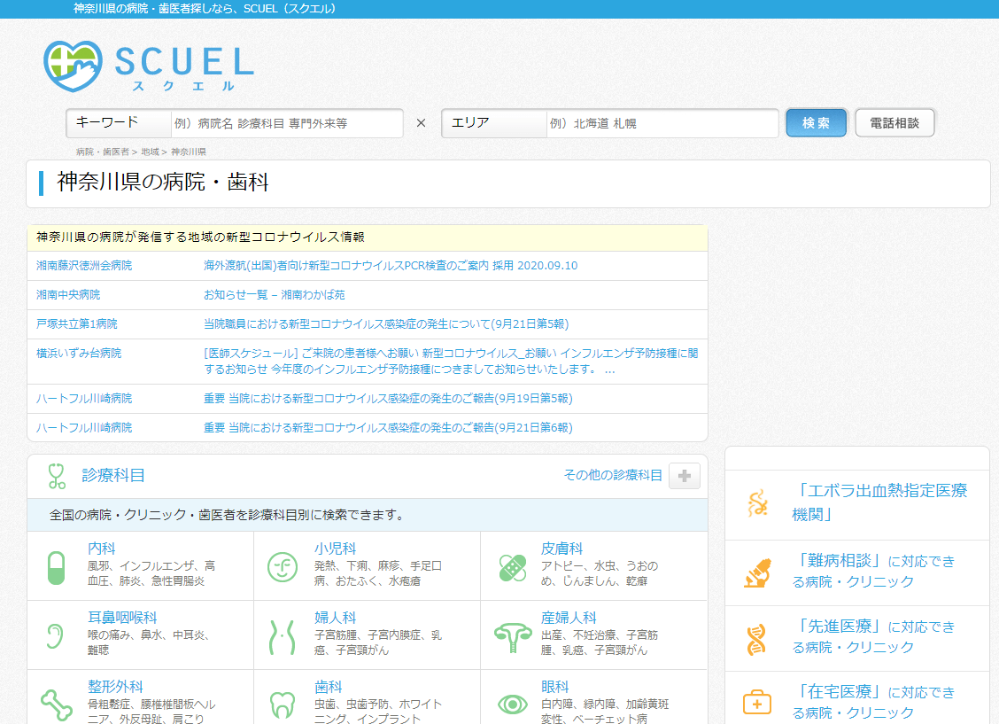 神奈川県の病院・歯医者探しなら、SCUEL（スクエル）
SCUEL
スクエル
キーワード 例）病院名 診療科目 専門外来等 × エリア 例）北海道 札幌 検索 電話相談
病院・歯医者 > 地域 > 神奈川県
神奈川県の病院・歯科
神奈川県の病院が発信する地域の新型コロナウイルス情報
湘南藤沢徳洲会病院 海外渡航(出国)者向け新型コロナウイルスPCR検査のご案内 採用 2020.09.10
湘南中央病院 お知らせ一覧 – 湘南わかば苑
戸塚共立第1病院 当院職員における新型コロナウイルス感染症の発生について(9月21日第5報)
横浜いずみ台病院 [医師スケジュール] ご来院の患者様へお願い 新型コロナウイルス_お願い インフルエンザ予防接種に関
するお知らせ 今年度のインフルエンザ予防接種につきましてお知らせいたします。 ...
ハートフル川崎病院 重要 当院における新型コロナウイルス感染症の発生のご報告(9月19日第5報)
ハートフル川崎病院 重要 当院における新型コロナウイルス感染症の発生のご報告(9月21日第6報)
診療科目 その他の診療科目
全国の病院・クリニック・歯医者を診療科目別に検索できます。
内科
風邪、インフルエンザ、高
血圧、肺炎、急性胃腸炎
小児科
発熱、下痢、麻疹、手足口
病、おたふく、水疱瘡
皮膚科
アトピー、水虫、うおの
め、じんましん、乾癬
耳鼻咽喉科
喉の痛み、鼻水、中耳炎、
難聴
婦人科
子宮筋腫、子宮内膜症、乳
癌、子宮頸がん
産婦人科
出産、不妊治療、子宮筋
腫、乳癌、子宮頸がん
整形外科
骨粗鬆症、腰椎椎間板ヘル
ニア、外反母趾、肩こり
歯科
虫歯、虫歯予防、ホワイト
ニング、インプラント
眼科
白内障、緑内障、加齢黄斑
変性、ベーチェット病
「エボラ出血熱指定医療
機関」
「難病相談」に対応でき
る病院・クリニック
「先進医療」に対応でき
る病院・クリニック
「在宅医療」に対応でき
る病院・クリニック